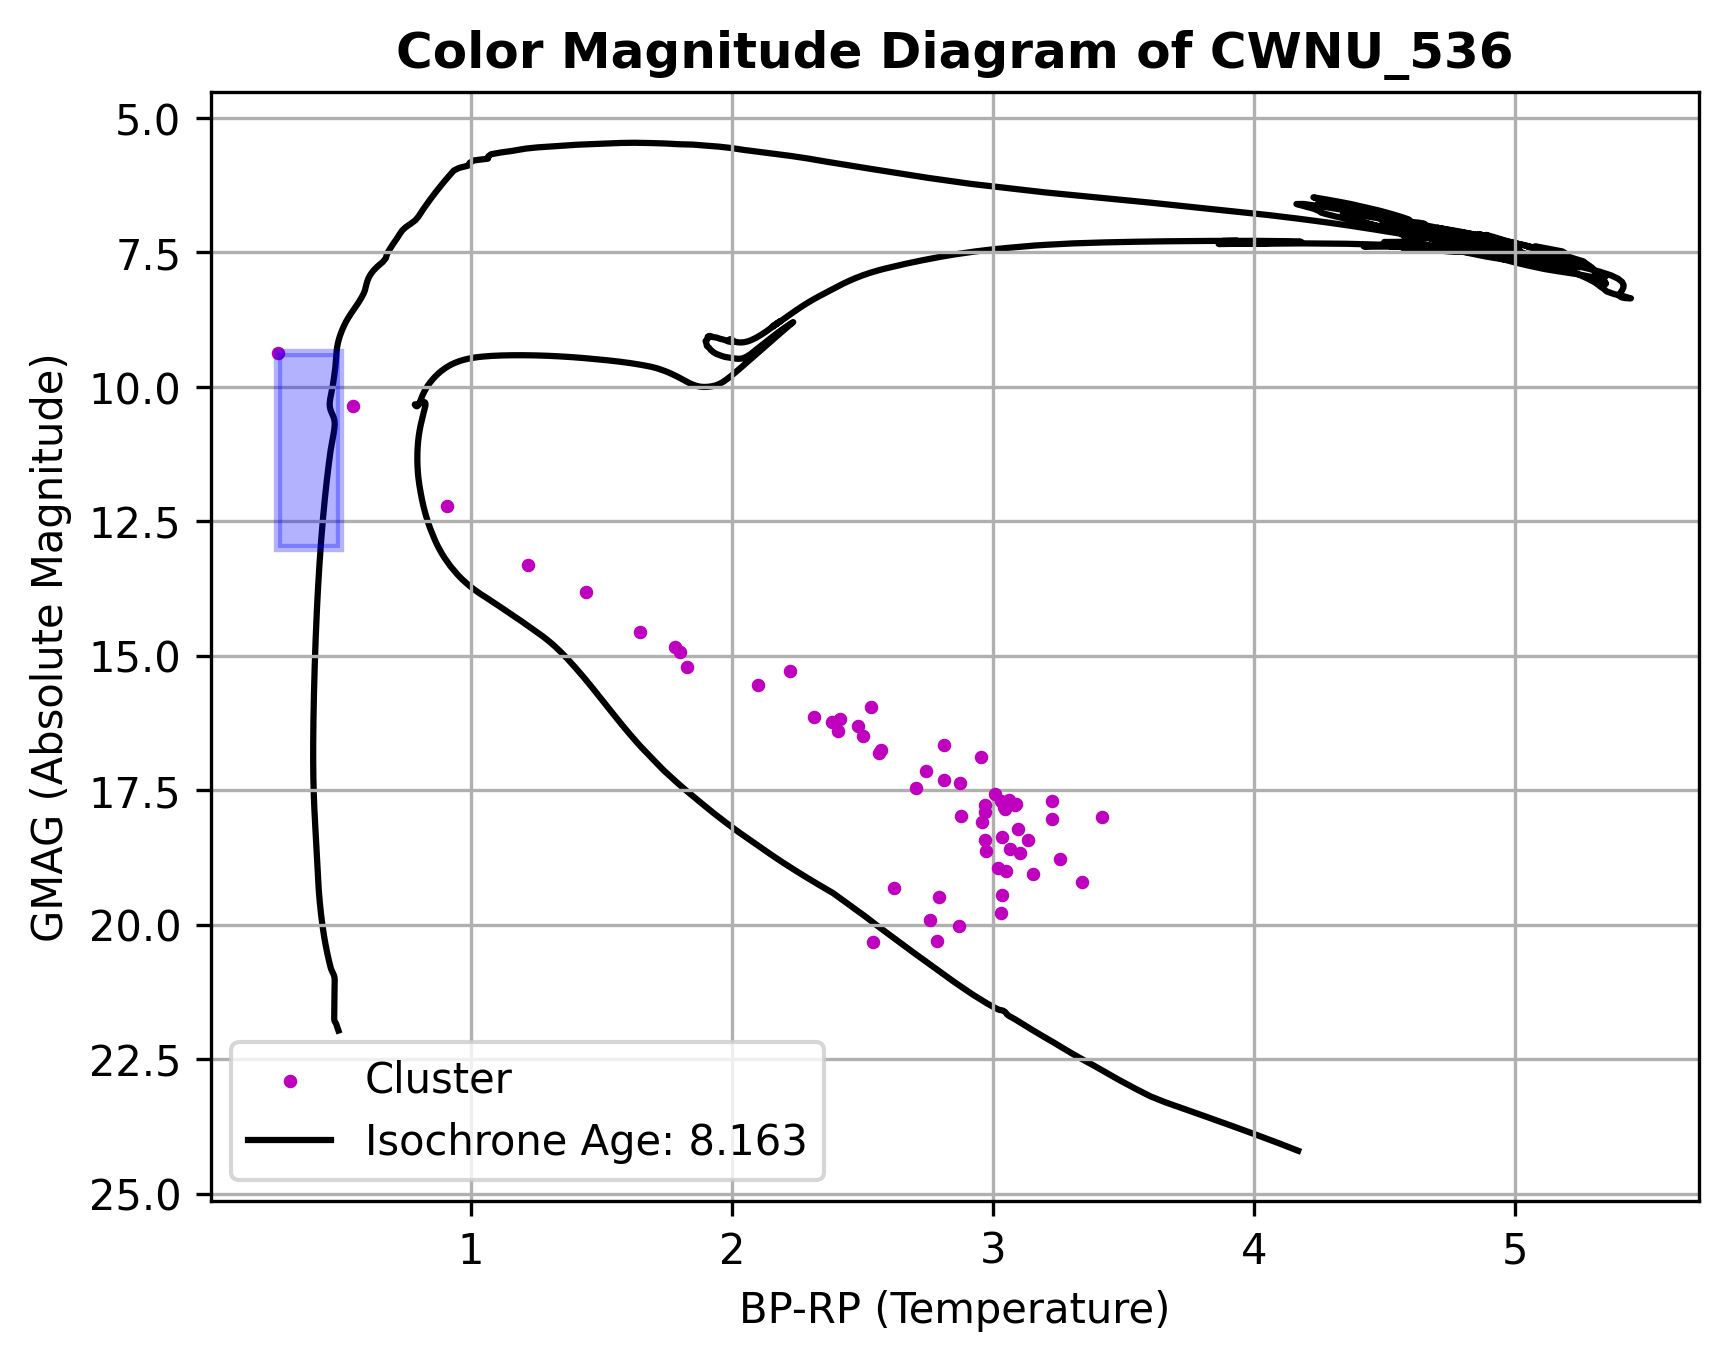 Color Magnitude Diagram of CWNU_536
GMAG (Absolute Magnitude)
5.0
7.5
10.0
12.5
15.0
17.5
20.0
22.5
25.0
Cluster
Isochrone Age: 8.163
1 2 3 4 5
BP-RP (Temperature)